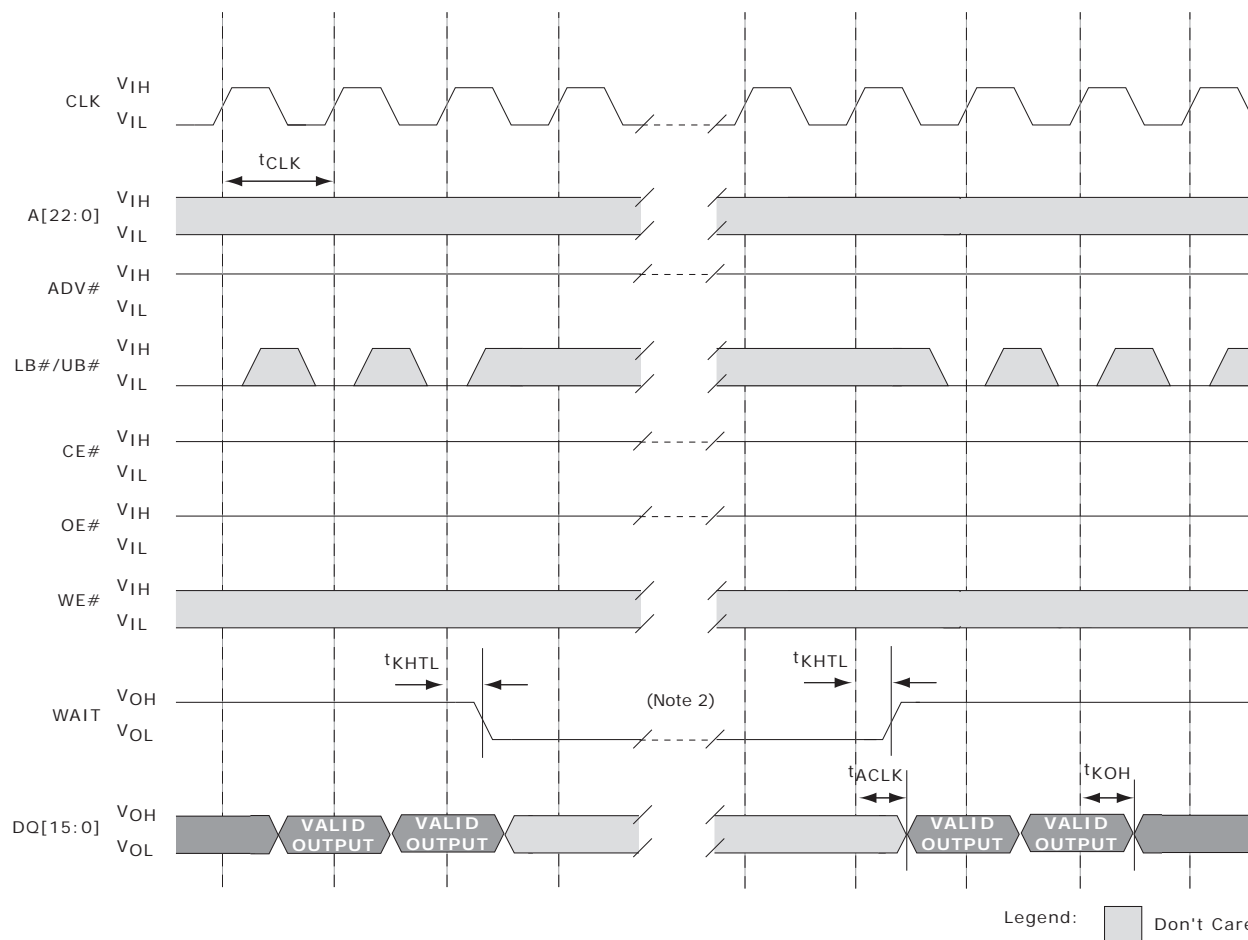 CLK VIH
VIL
tCLK
A[22:0] VIH
VIL
ADV# VIH
VIL
LB#/UB# VIH
VIL
CE# VIH
VIL
OE# VIH
VIL
WE# VIH
VIL
tKHTL tKHTL
WAIT VOH (Note 2)
VOL
tACLK tKOH
DQ[15:0] VOH VALID OUTPUT VALID OUTPUT VALID OUTPUT VALID OUTPUT
VOL
Legend: Don't Care